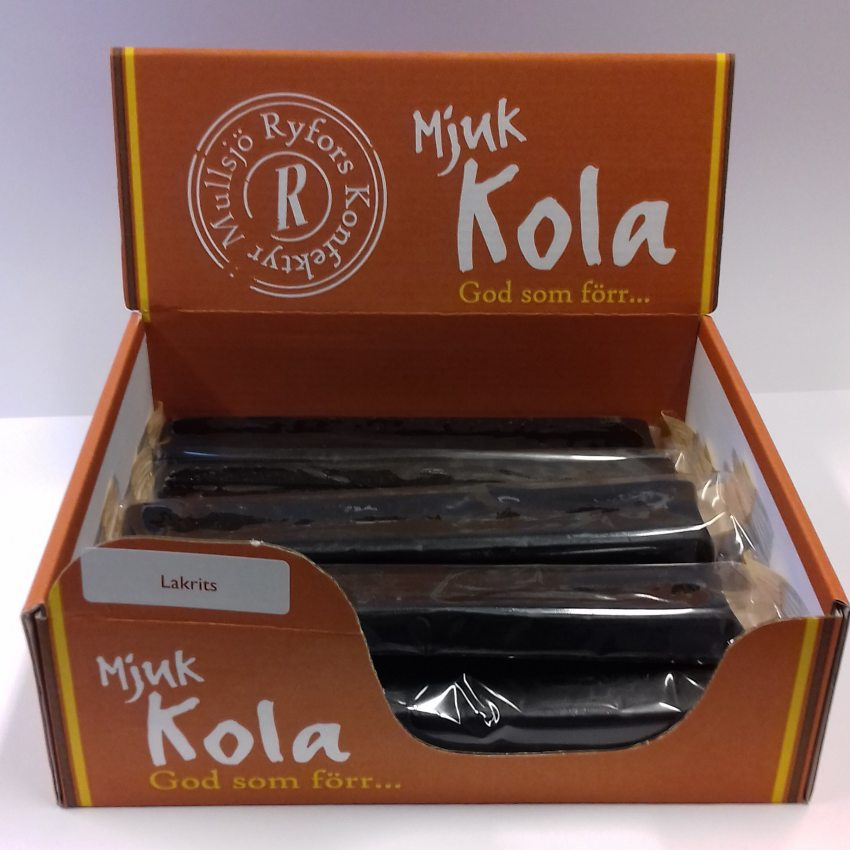 Mullsjö Ryfors Konfektyr
R
Mjuk
Kola
God som förr...
Lakrits
Mjuk
Kola
God som förr...